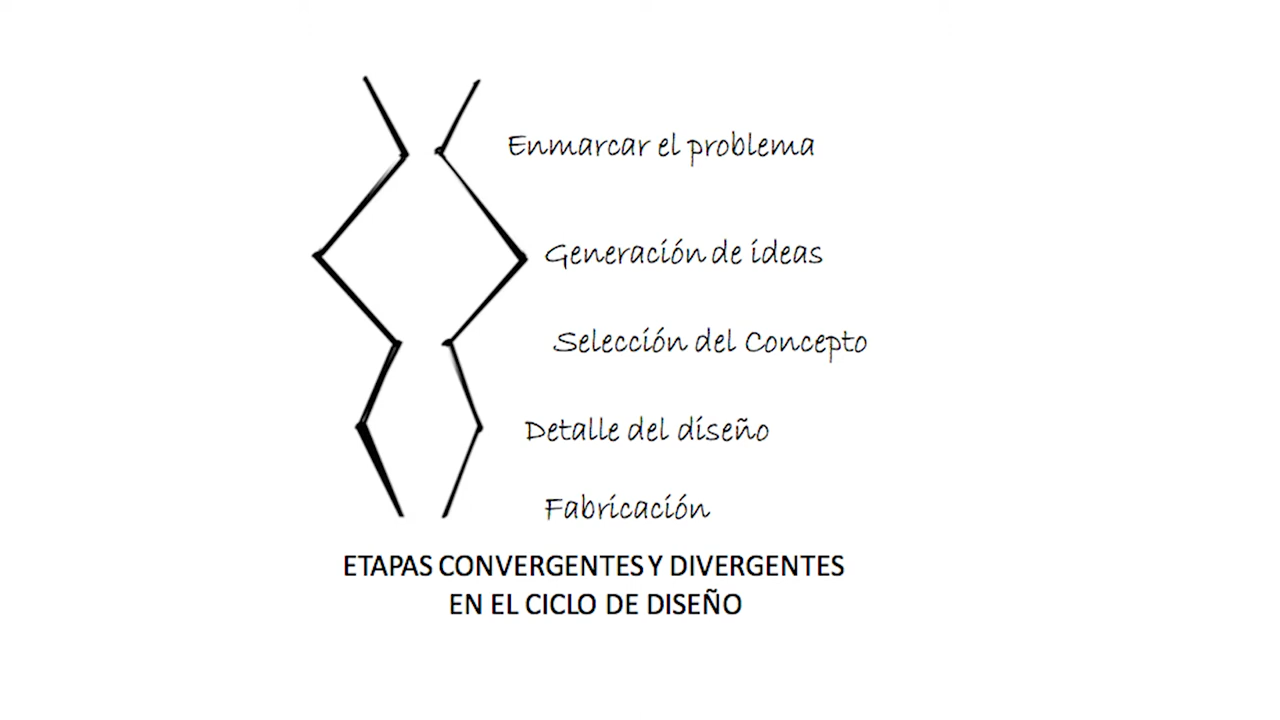 Enmarcar el problema
Generación de ideas
Selección del Concepto
Detalle del diseño
Fabricación
ETAPAS CONVERGENTES Y DIVERGENTES
EN EL CICLO DE DISEÑO